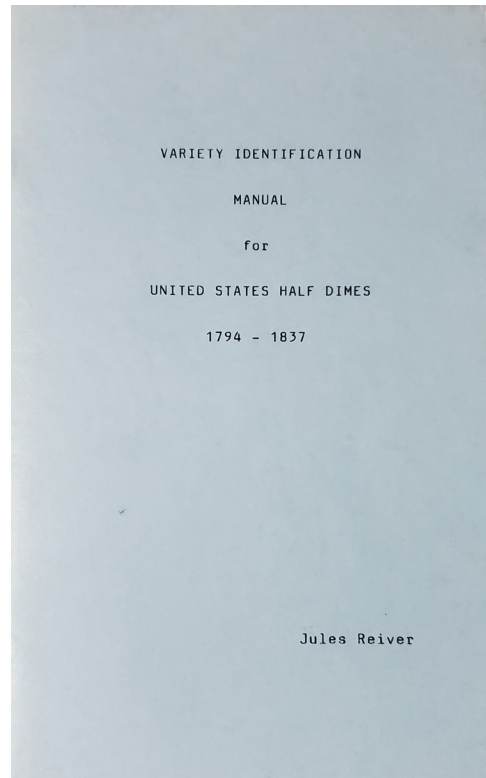 VARIETY IDENTIFICATION
MANUAL
for
UNITED STATES HALF DIMES
1794 - 1837
Jules Reiver